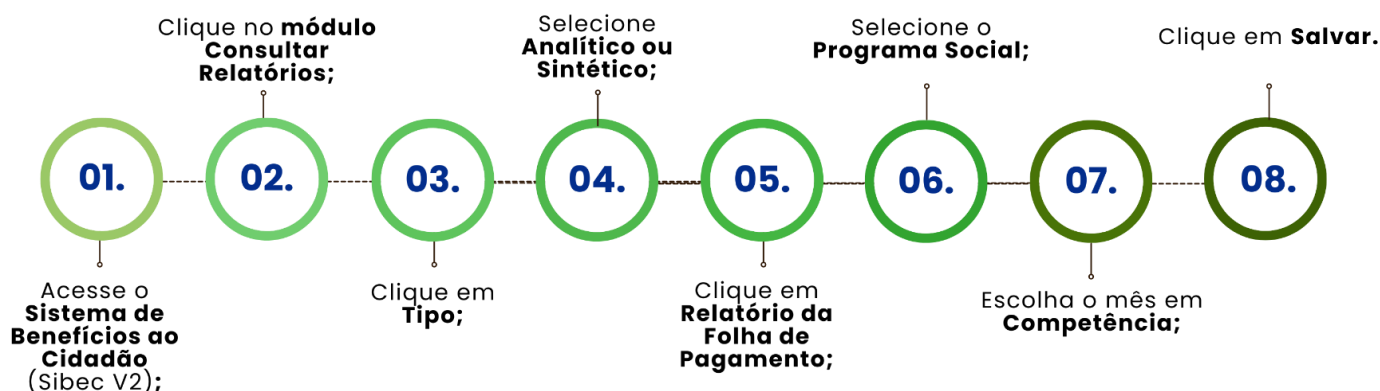 01.
Acesse o
Sistema de
Benefícios ao
Cidadão
(Sibec V2);
02.
Clique no módulo
Consultar
Relatórios;
03.
Clique em
Tipo;
04.
Selecione
Analítico ou
Sintético;
05.
Clique em
Relatório da
Folha de
Pagamento;
06.
Selecione o
Programa Social;
07.
Escolha o mês em
Competência;
08.
Clique em Salvar.